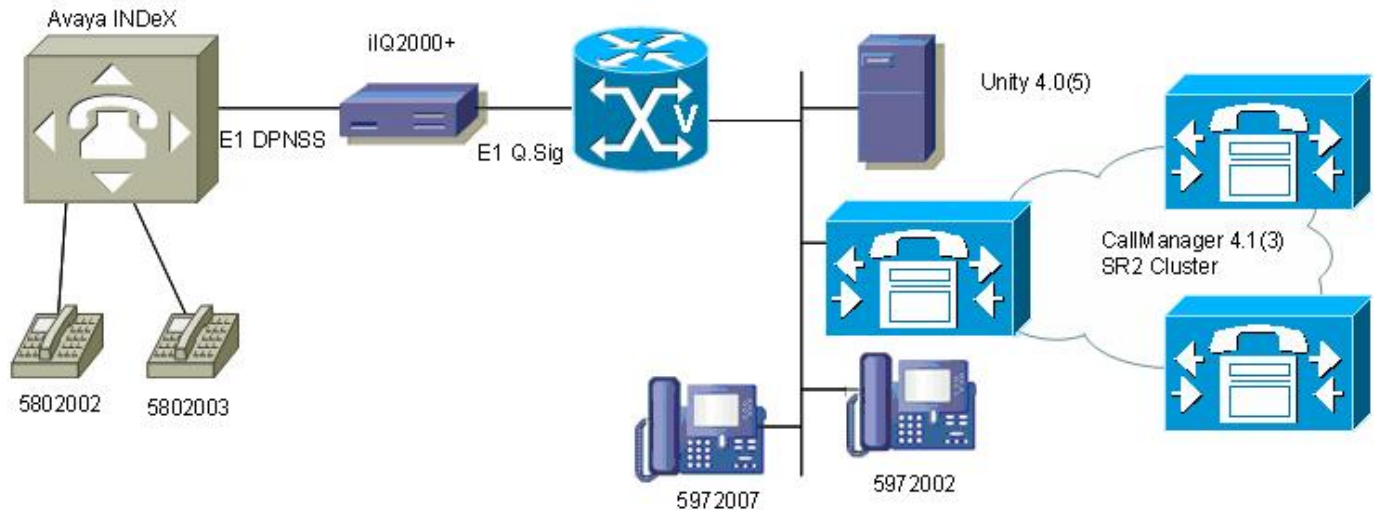 Avaya INDeX
iIQ2000+
E1 DPNSS
E1 Q.Sig
V
Unity 4.0(5)
CallManager 4.1(3)
SR2 Cluster
5802002
5802003
5972007
5972002